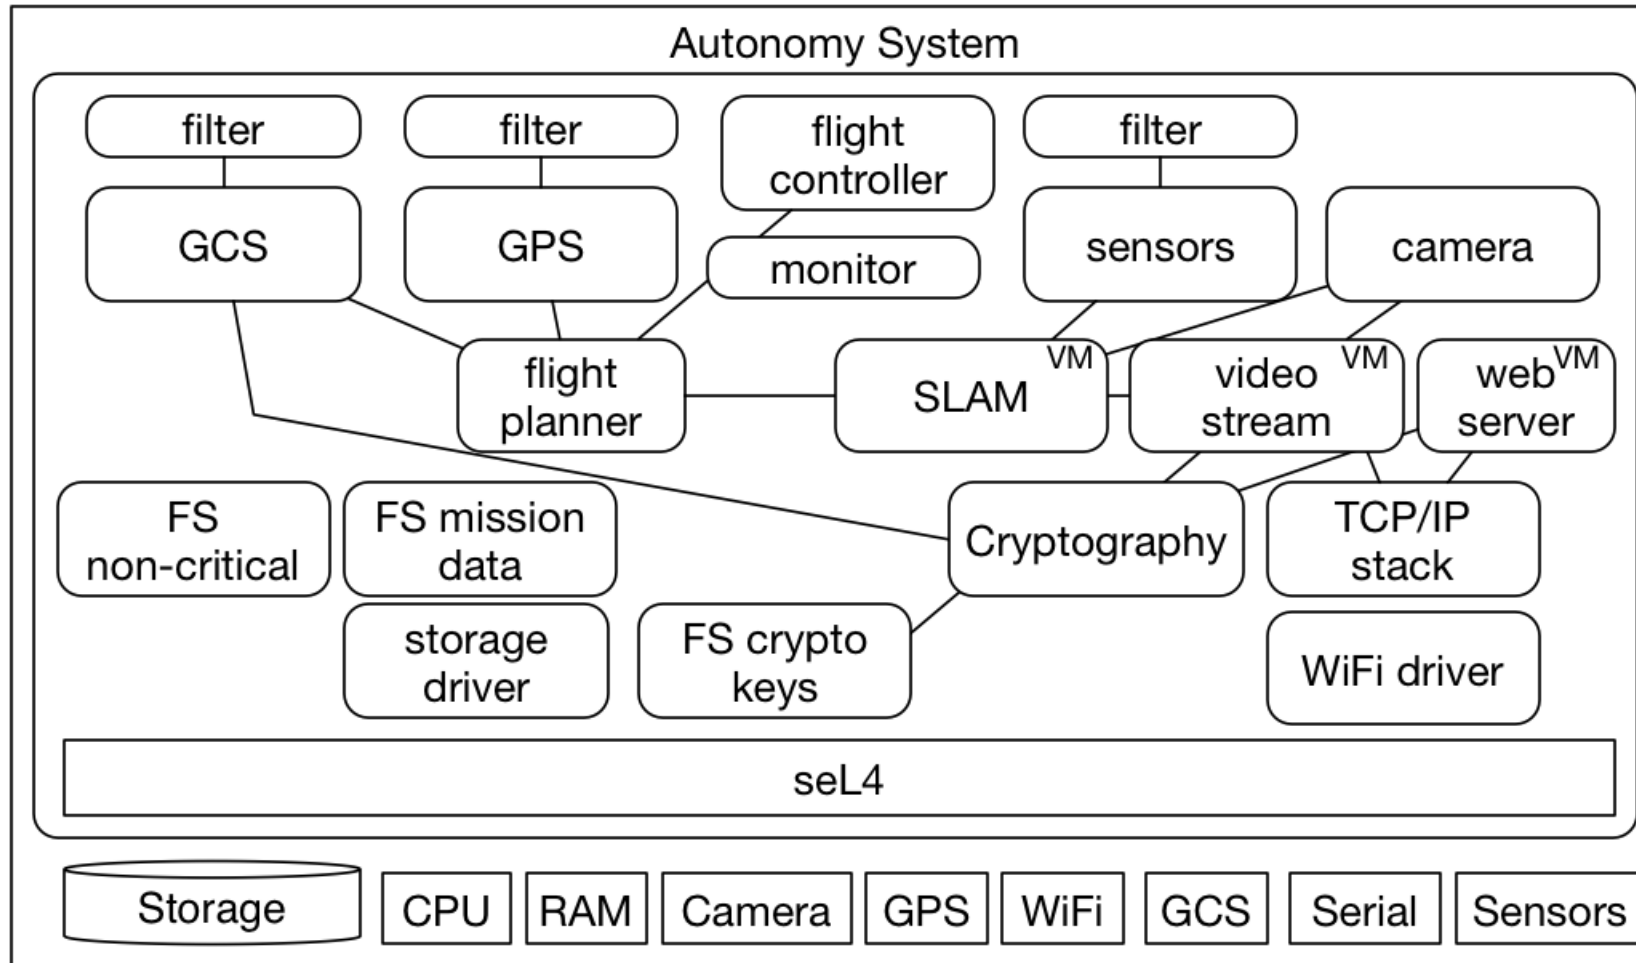 Autonomy System
filter
filter
flight
controller
filter
GCS
GPS
monitor
sensors
camera
flight
planner
SLAM
VM
video
stream
VM
web
server
VM
FS
non-critical
FS mission
data
Cryptography
TCP/IP
stack
storage
driver
FS crypto
keys
WiFi driver
seL4
Storage
CPU
RAM
Camera
GPS
WiFi
GCS
Serial
Sensors